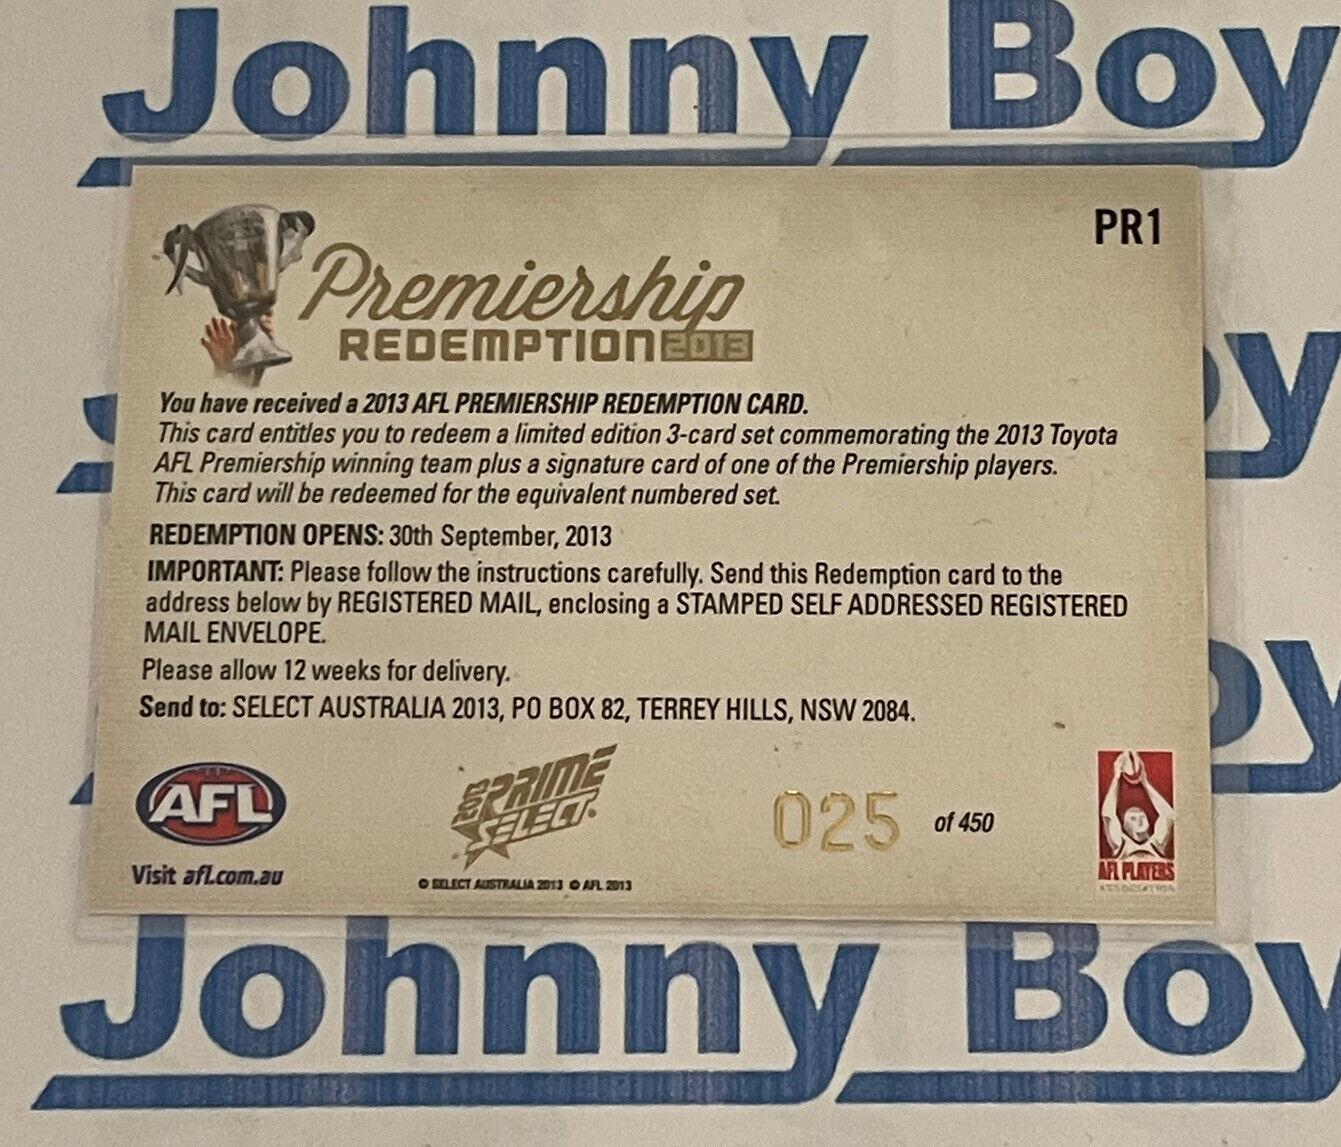 Johnny Boy
PR1
Premiership
REDEMPTION 2013
You have received a 2013 AFL PREMIERSHIP REDEMPTION CARD.
This card entitles you to redeem a limited edition 3-card set commemorating the 2013 Toyota
AFL Premiership winning team plus a signature card of one of the Premiership players.
This card will be redeemed for the equivalent numbered set.
REDEMPTION OPENS: 30th September, 2013
IMPORTANT: Please follow the instructions carefully. Send this Redemption card to the
address below by REGISTERED MAIL, enclosing a STAMPED SELF ADDRESSED REGISTERED
MAIL ENVELOPE.
Please allow 12 weeks for delivery.
Send to: SELECT AUSTRALIA 2013, PO BOX 82, TERREY HILLS, NSW 2084.
AFL
Visit afl.com.au
2013 PRIME
SELECT
© SELECT AUSTRALIA 2013 © AFL 2013
025 of 450
AFL PLAYERS
ASSOCIATION
Johnny Boy